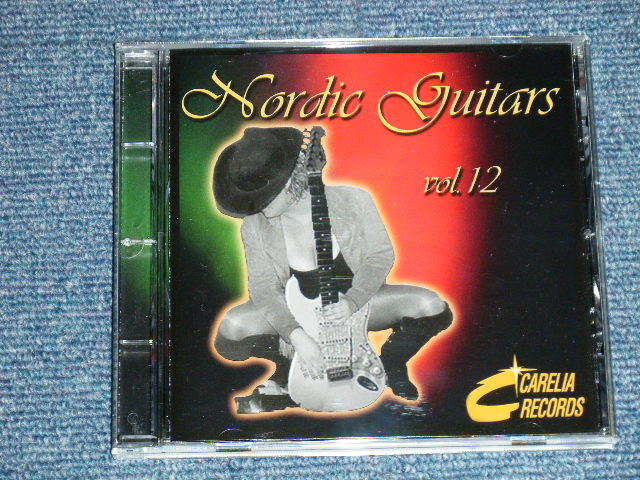 Nordic Guitars
vol. 12
CARELIA
RECORDS